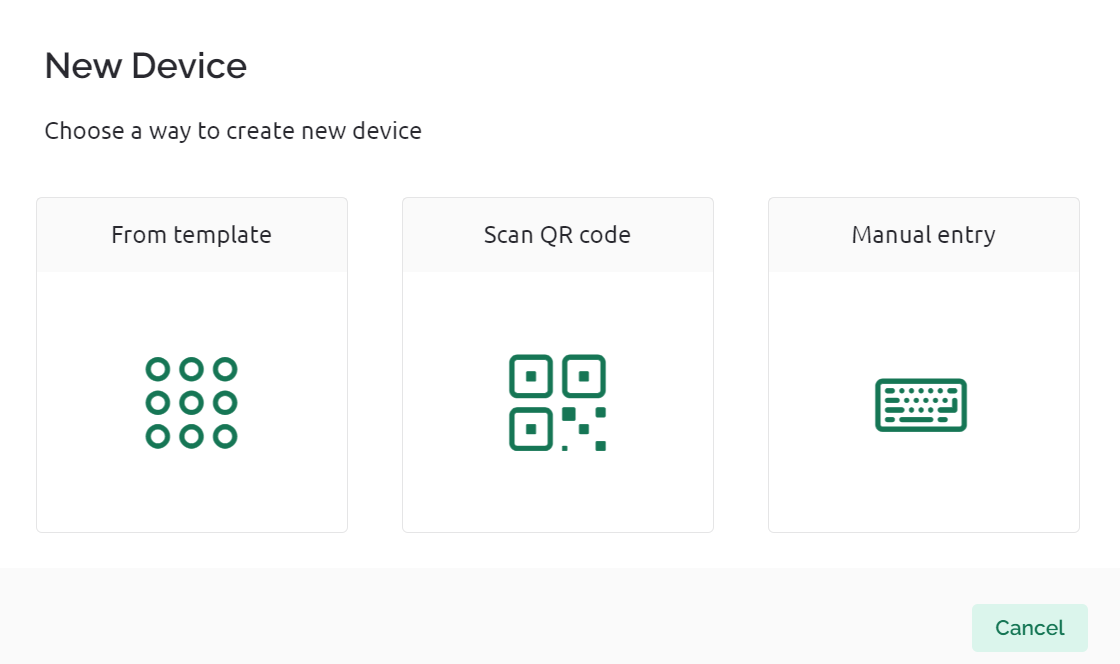 New Device
Choose a way to create new device
From template
Scan QR code
Manual entry
Cancel